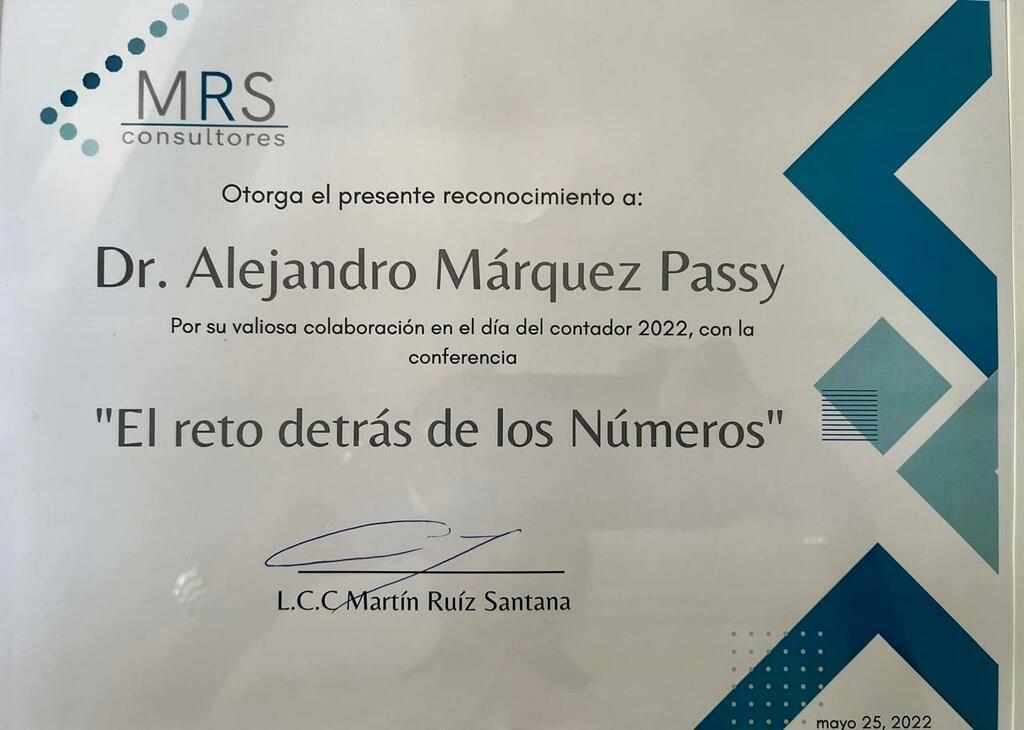 MRS
consultores
Otorga el presente reconocimiento a:
Dr. Alejandro Márquez Passy
Por su valiosa colaboración en el día del contador 2022, con la
conferencia
"El reto detrás de los Números"
L.C.C Martín Ruíz Santana
mayo 25, 2022